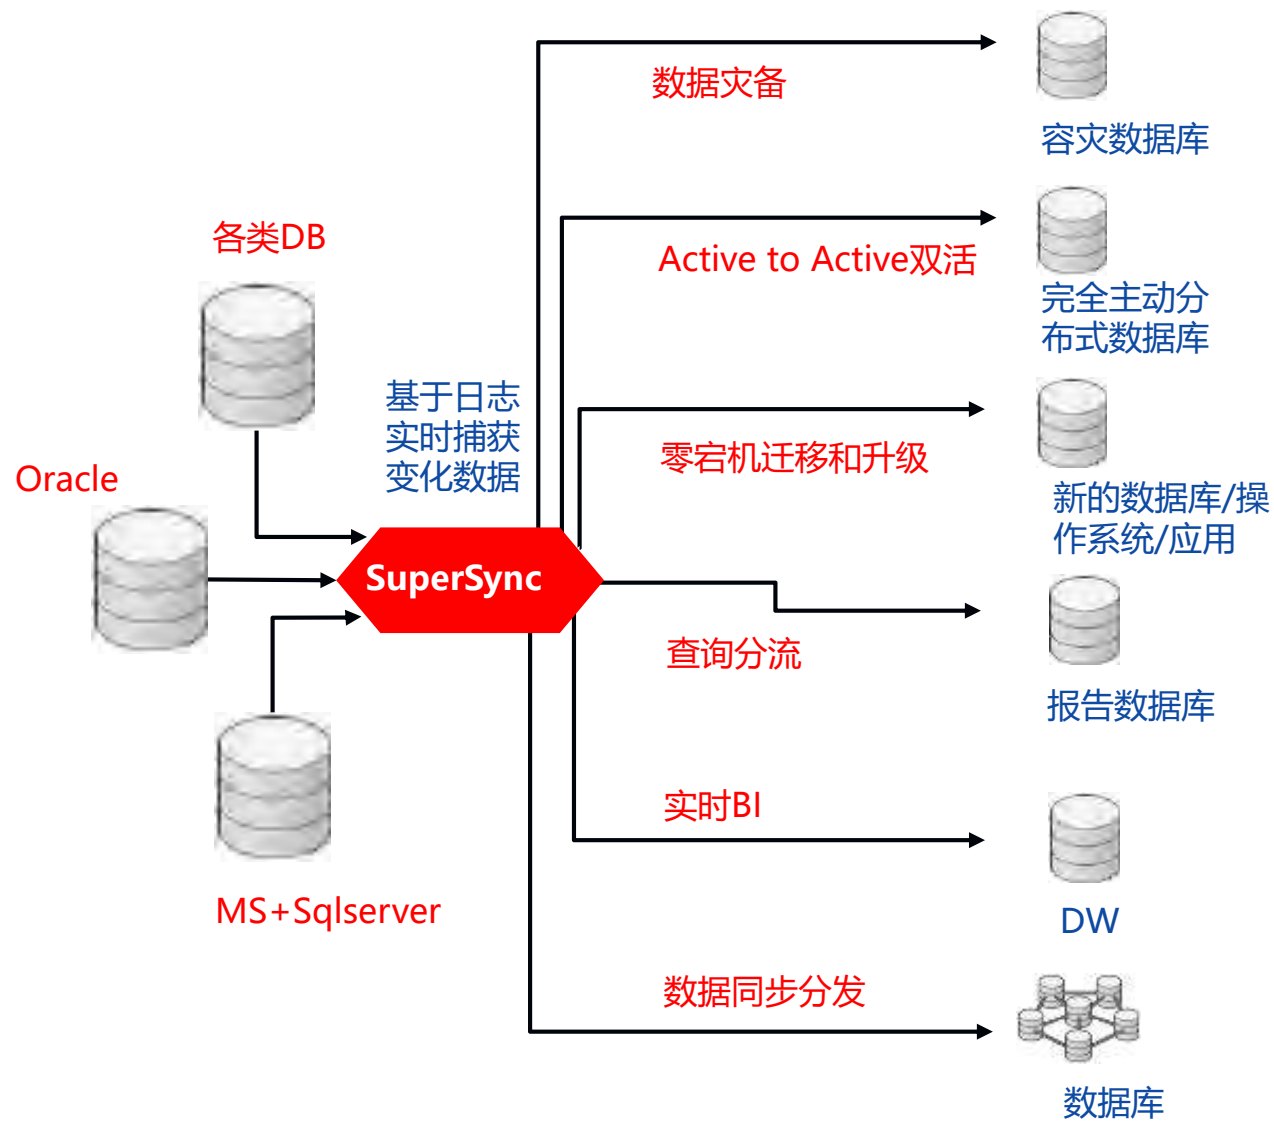 数据灾备
容灾数据库
各类DB
Active to Active双活
完全主动分
布式数据库
基于日志
实时捕获
变化数据
零宕机迁移和升级
Oracle
新的数据库/操
作系统/应用
SuperSync
查询分流
报告数据库
实时BI
MS+Sqlserver
DW
数据同步分发
数据库